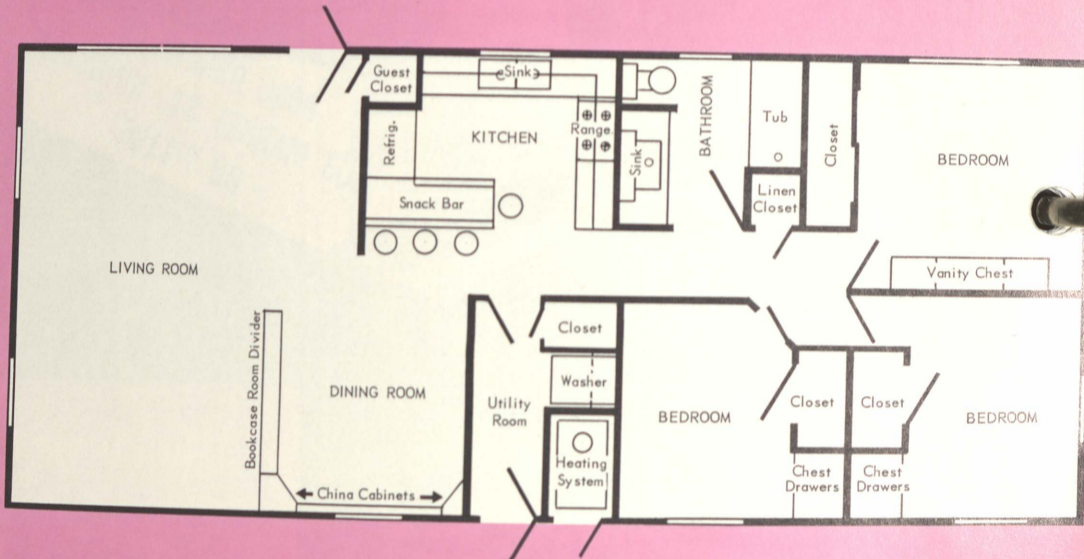 Guest
Closet
Sink
Refrig.
KITCHEN
Range
Sink
BATHROOM
Tub
Linen
Closet
Closet
BEDROOM
Snack Bar
LIVING ROOM
Vanity Chest
Bookcase Room Divider
DINING ROOM
China Cabinets
Utility
Room
Closet
Washer
Heating
System
BEDROOM
Closet
Closet
BEDROOM
Chest
Drawers
Chest
Drawers